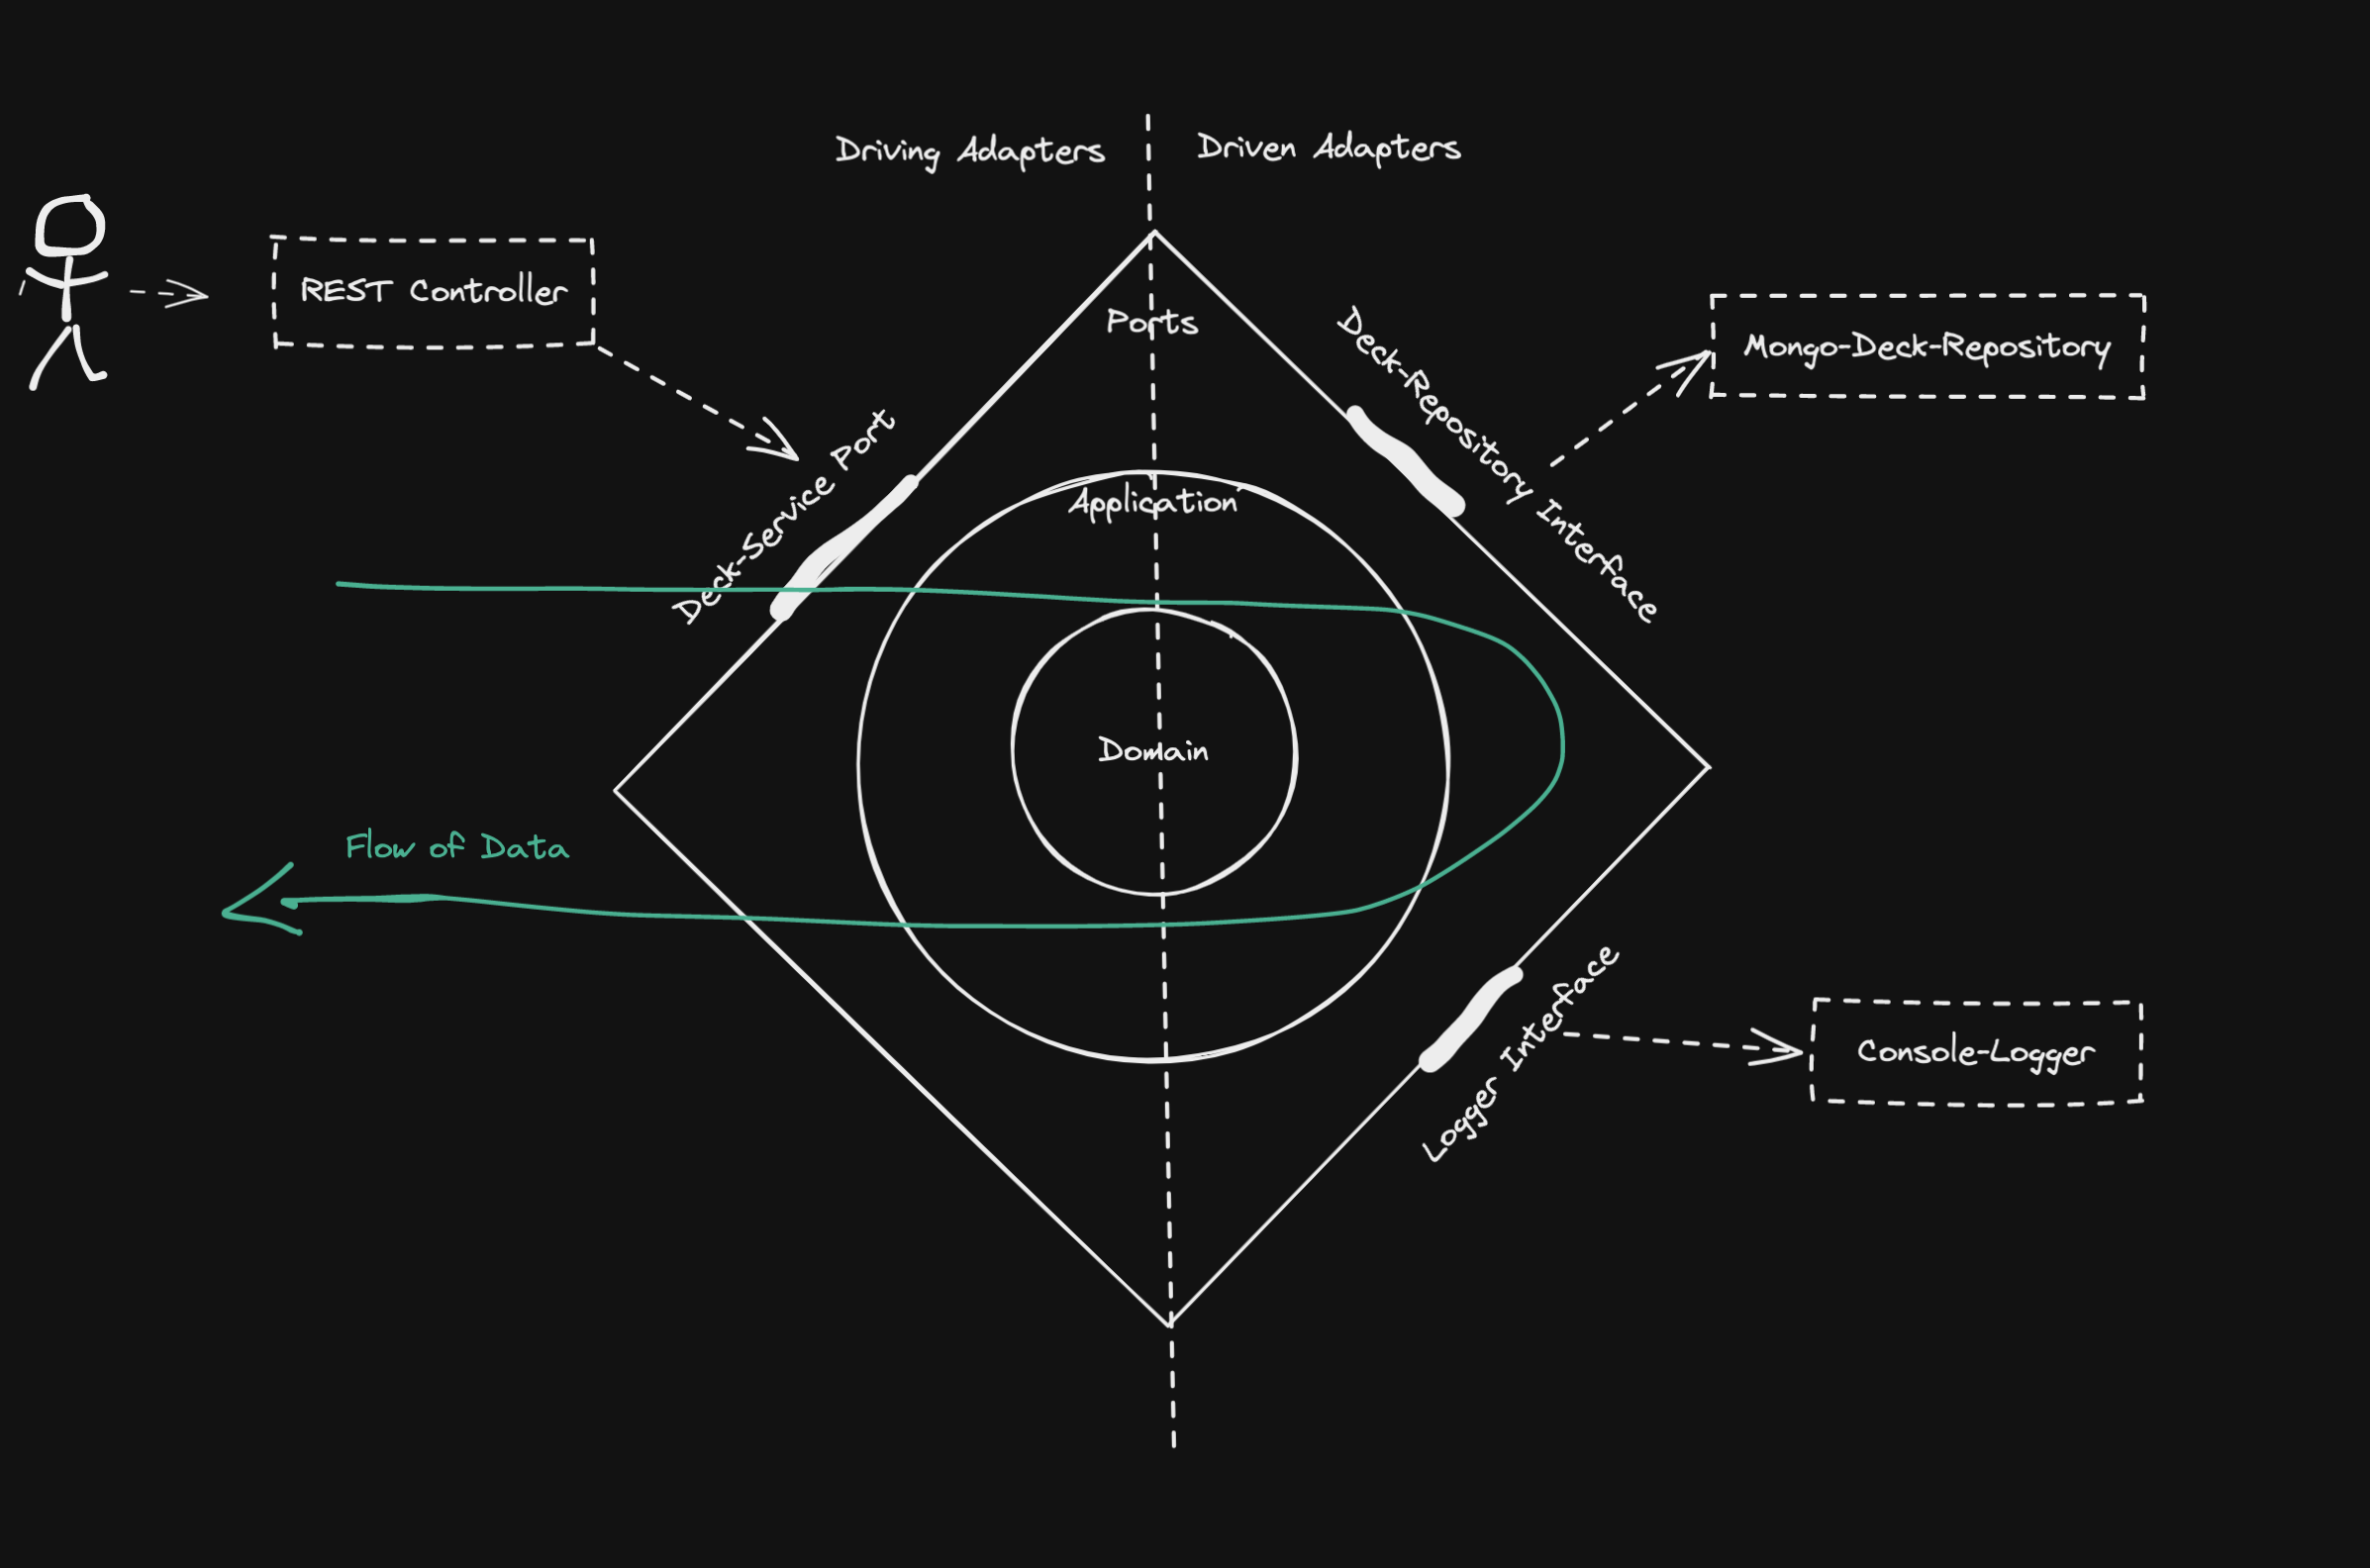 Driving Adapters
Driven Adapters
REST Controller
Ports
Deck-Service Port
Deck-Repository Interface
Mongo-Deck-Repository
Application
Domain
Flow of Data
Logger Interface
Console-Logger